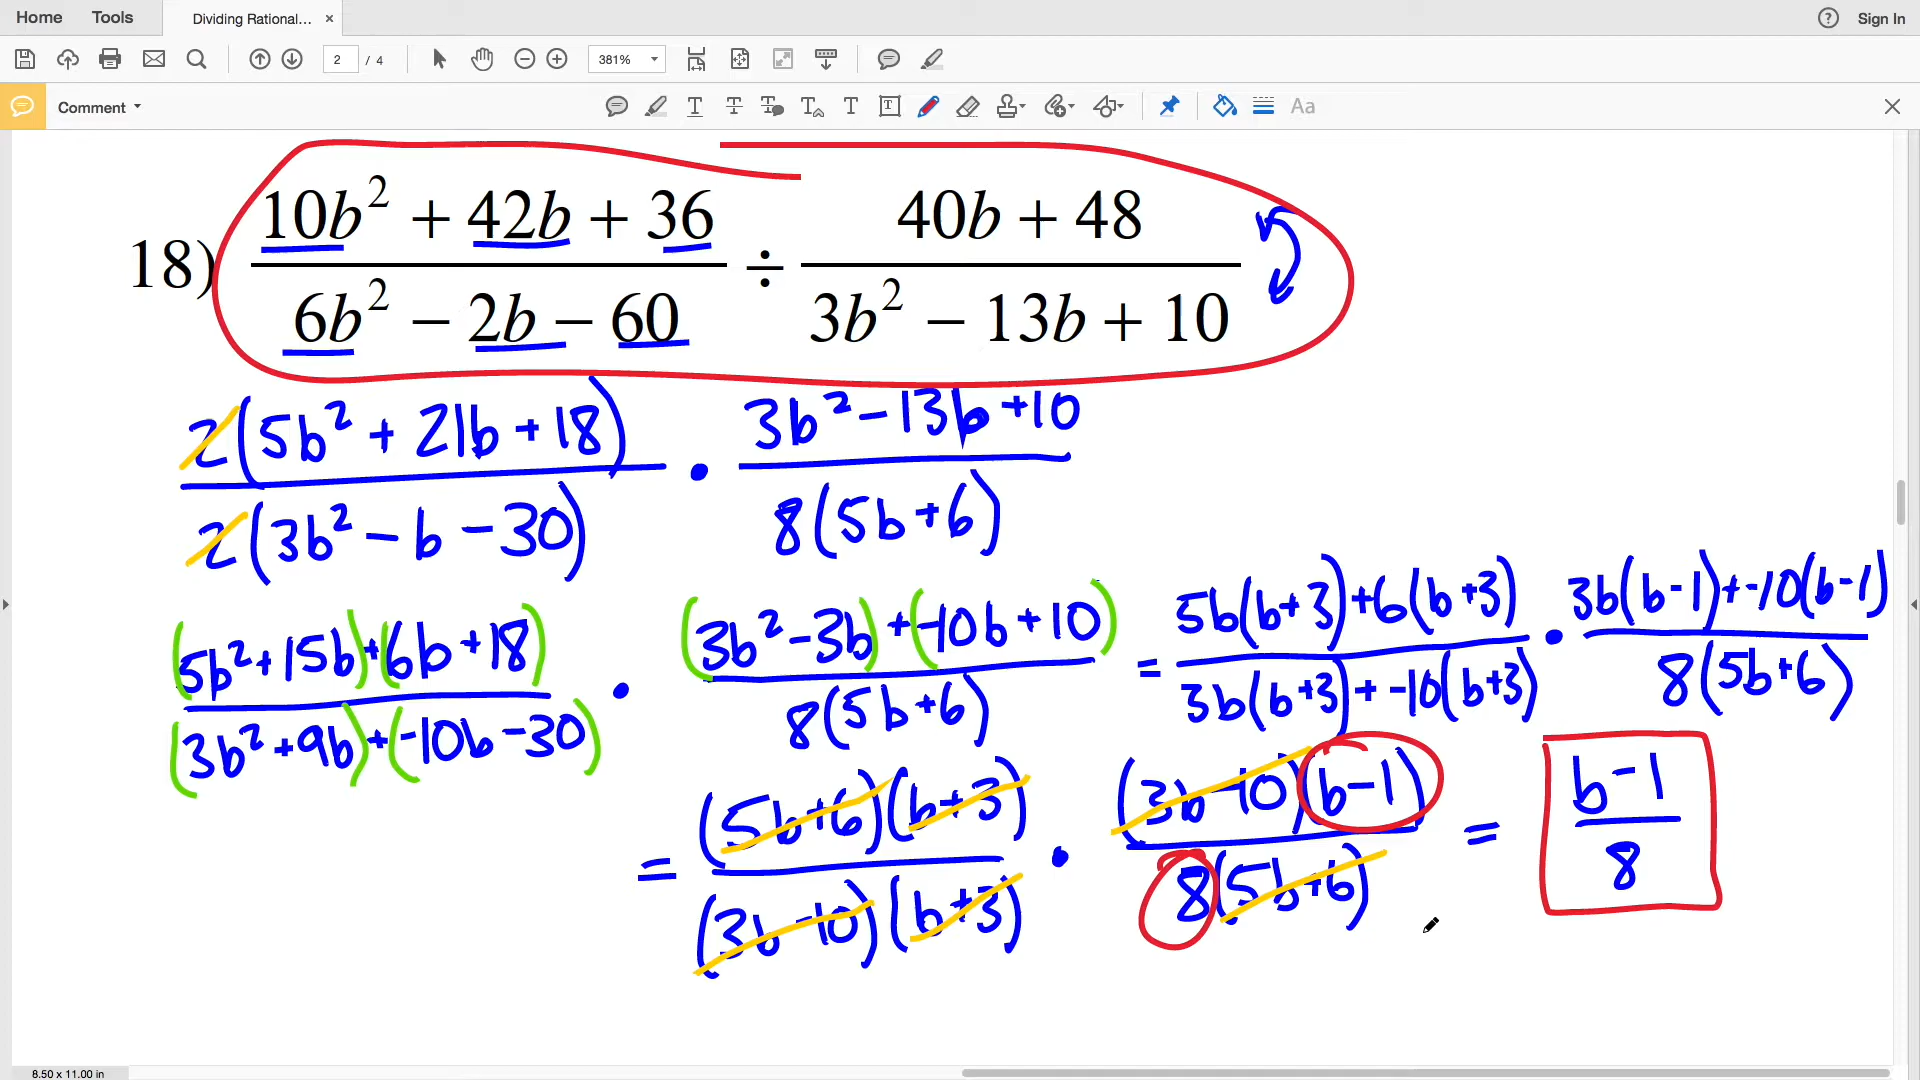 Home Tools Dividing Rational... × Sign In
2 / 4 381%
Comment Aa
18) 10b² + 42b + 36 ÷ 40b + 48
6b² − 2b − 60 3b² − 13b + 10
2(5b² + 21b + 18) · 3b² − 13b + 10
2(3b² − b − 30) 8(5b + 6)
(5b² + 15b) + (6b + 18) · (3b² − 3b) + (−10b + 10) = 5b(b+3) + 6(b+3) · 3b(b−1) + −10(b−1)
(3b² + 9b) + (−10b − 30) 8(5b + 6) 3b(b+3) + −10(b+3) 8(5b+6)
= (5b+6)(b+3) · (3b−10)(b−1) = b−1
(3b−10)(b+3) 8(5b+6) 8
8.50 x 11.00 in